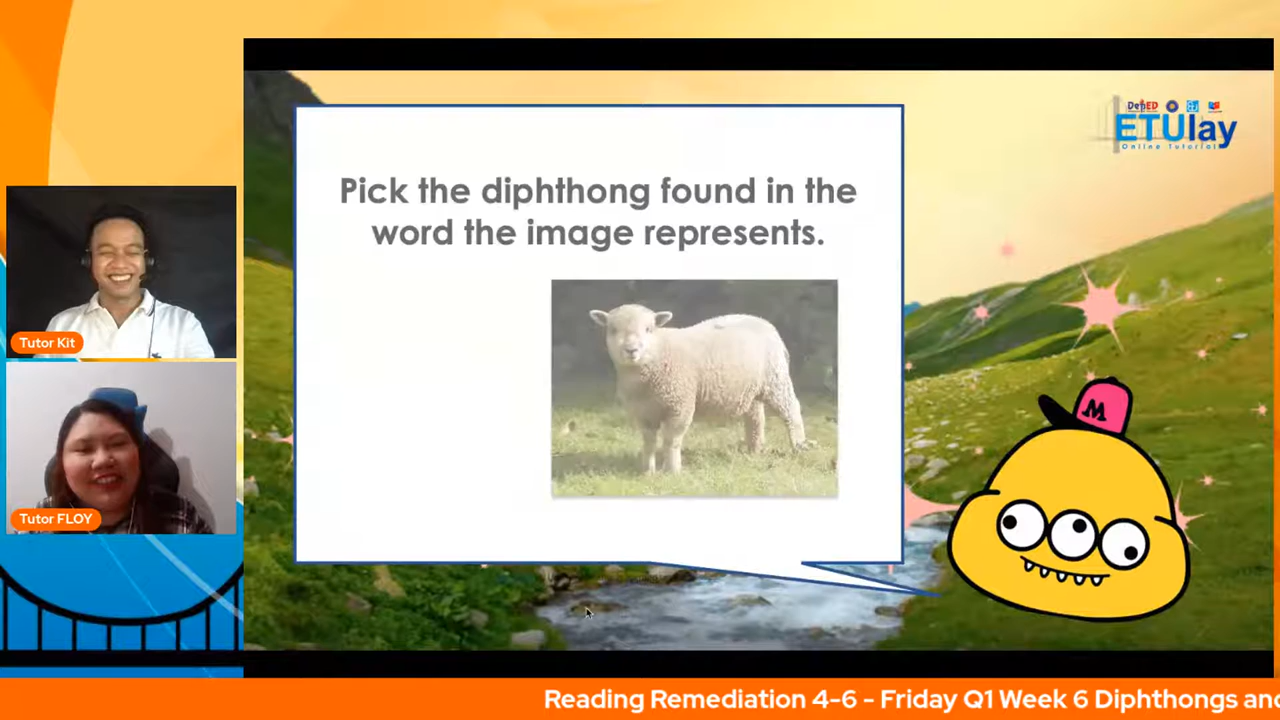 DepED
ETUlay
Online Tutorial
Pick the diphthong found in the
word the image represents.
M
Tutor Kit
Tutor FLOY
Reading Remediation 4-6 - Friday Q1 Week 6 Diphthongs and